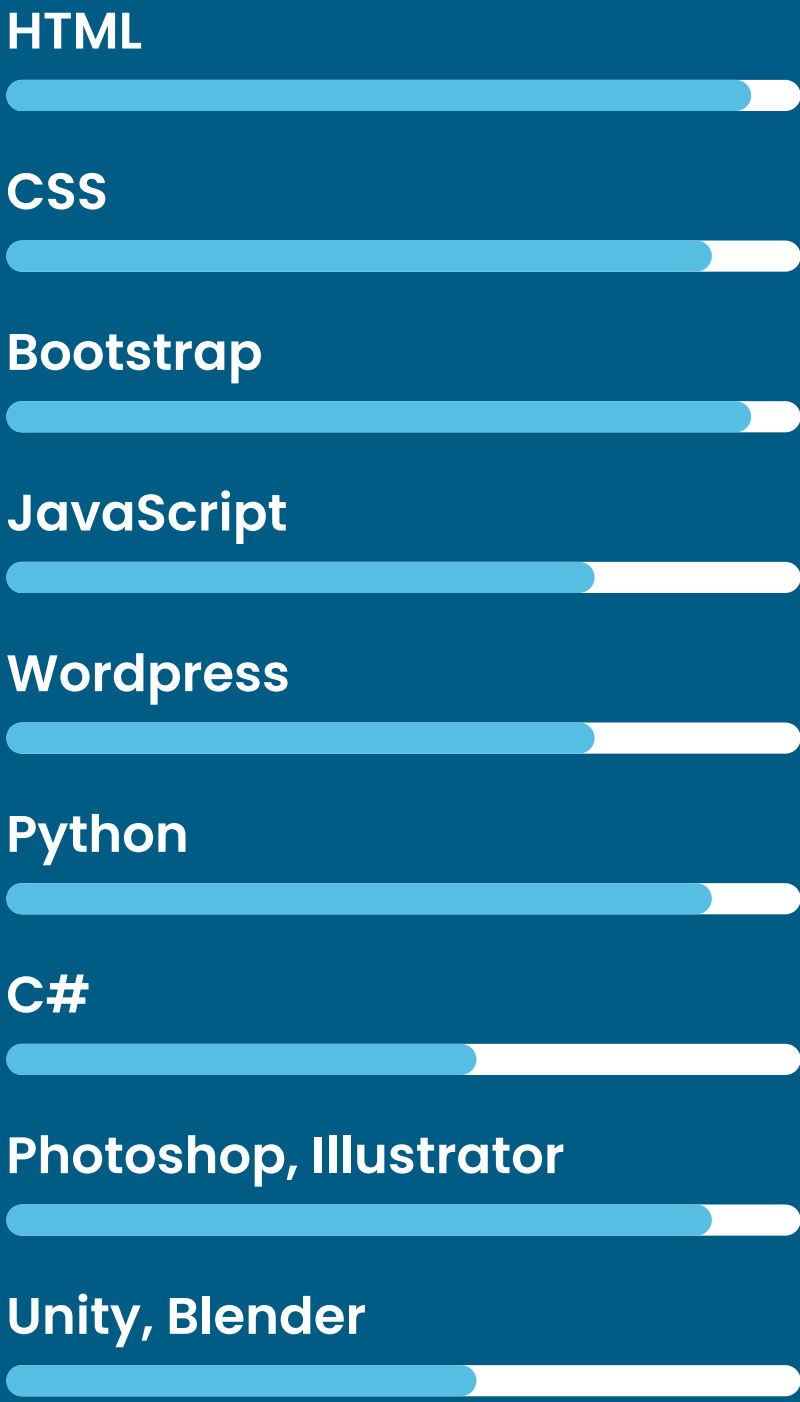 HTML
CSS
Bootstrap
JavaScript
Wordpress
Python
C#
Photoshop, Illustrator
Unity, Blender